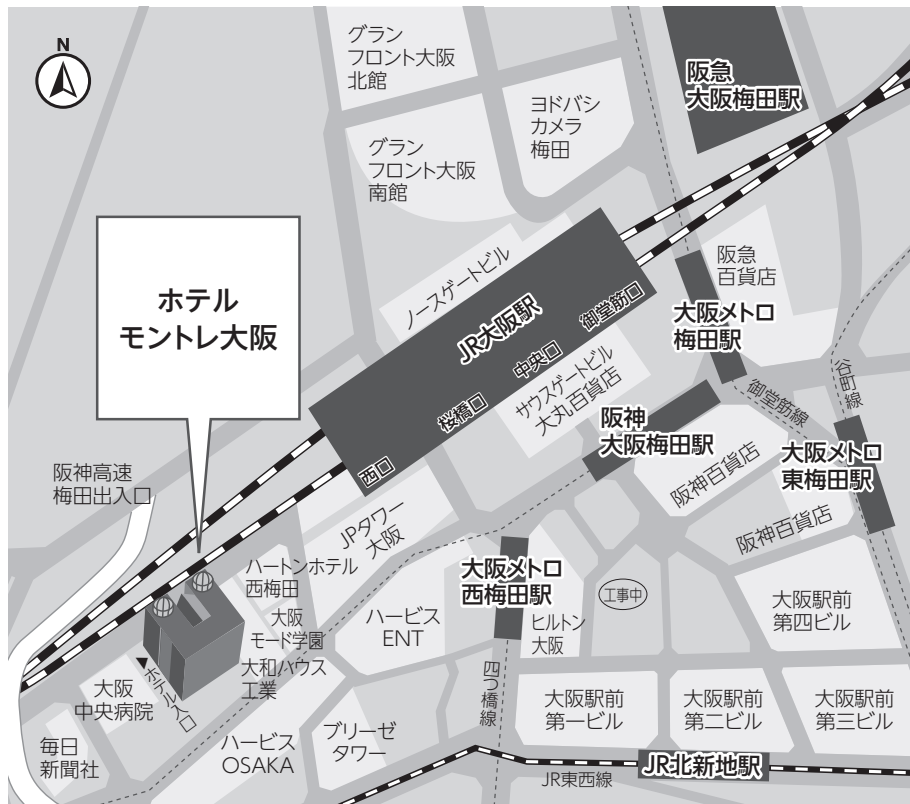 N
グラン
フロント大阪
北館
阪急
大阪梅田駅
ヨドバシ
カメラ
梅田
グラン
フロント大阪
南館
ホテル
モントレ大阪
ノースゲートビル
JR大阪駅
御堂筋口
中央口
桜橋口
西口
サウスゲートビル
大丸百貨店
阪急
百貨店
大阪メトロ
梅田駅
御堂筋線
谷町線
阪神
大阪梅田駅
大阪メトロ
東梅田駅
阪神百貨店
阪神百貨店
阪神高速
梅田出入口
JPタワー
大阪
ハートンホテル
西梅田
大阪
モード学園
大和ハウス
工業
ハービス
ENT
大阪メトロ
西梅田駅
ヒルトン
大阪
工事中
大阪駅前
第四ビル
ホテル入口
大阪
中央病院
毎日
新聞社
ハービス
OSAKA
ブリーゼ
タワー
四つ橋線
大阪駅前
第一ビル
大阪駅前
第二ビル
大阪駅前
第三ビル
JR東西線
JR北新地駅